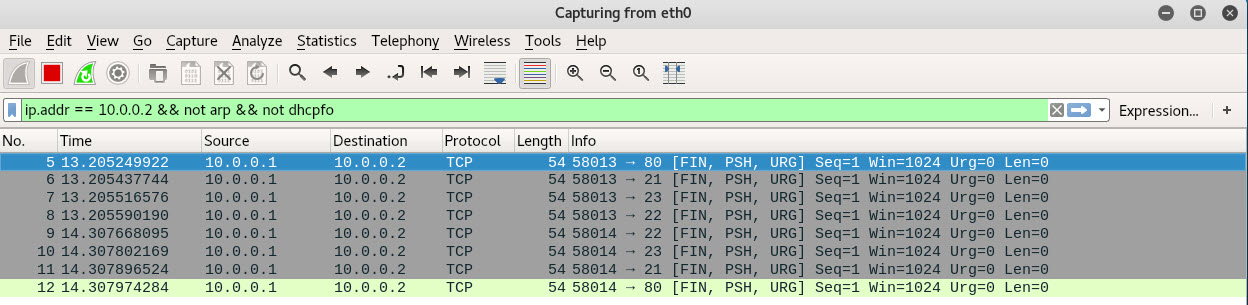 Capturing from eth0
File Edit View Go Capture Analyze Statistics Telephony Wireless Tools Help
ip.addr == 10.0.0.2 && not arp && not dhcpfo Expression... +
No. Time Source Destination Protocol Length Info
5 13.205249922 10.0.0.1 10.0.0.2 TCP 54 58013 → 80 [FIN, PSH, URG] Seq=1 Win=1024 Urg=0 Len=0
6 13.205437744 10.0.0.1 10.0.0.2 TCP 54 58013 → 21 [FIN, PSH, URG] Seq=1 Win=1024 Urg=0 Len=0
7 13.205516576 10.0.0.1 10.0.0.2 TCP 54 58013 → 23 [FIN, PSH, URG] Seq=1 Win=1024 Urg=0 Len=0
8 13.205590190 10.0.0.1 10.0.0.2 TCP 54 58013 → 22 [FIN, PSH, URG] Seq=1 Win=1024 Urg=0 Len=0
9 14.307668095 10.0.0.1 10.0.0.2 TCP 54 58014 → 22 [FIN, PSH, URG] Seq=1 Win=1024 Urg=0 Len=0
10 14.307802169 10.0.0.1 10.0.0.2 TCP 54 58014 → 23 [FIN, PSH, URG] Seq=1 Win=1024 Urg=0 Len=0
11 14.307896524 10.0.0.1 10.0.0.2 TCP 54 58014 → 21 [FIN, PSH, URG] Seq=1 Win=1024 Urg=0 Len=0
12 14.307974284 10.0.0.1 10.0.0.2 TCP 54 58014 → 80 [FIN, PSH, URG] Seq=1 Win=1024 Urg=0 Len=0